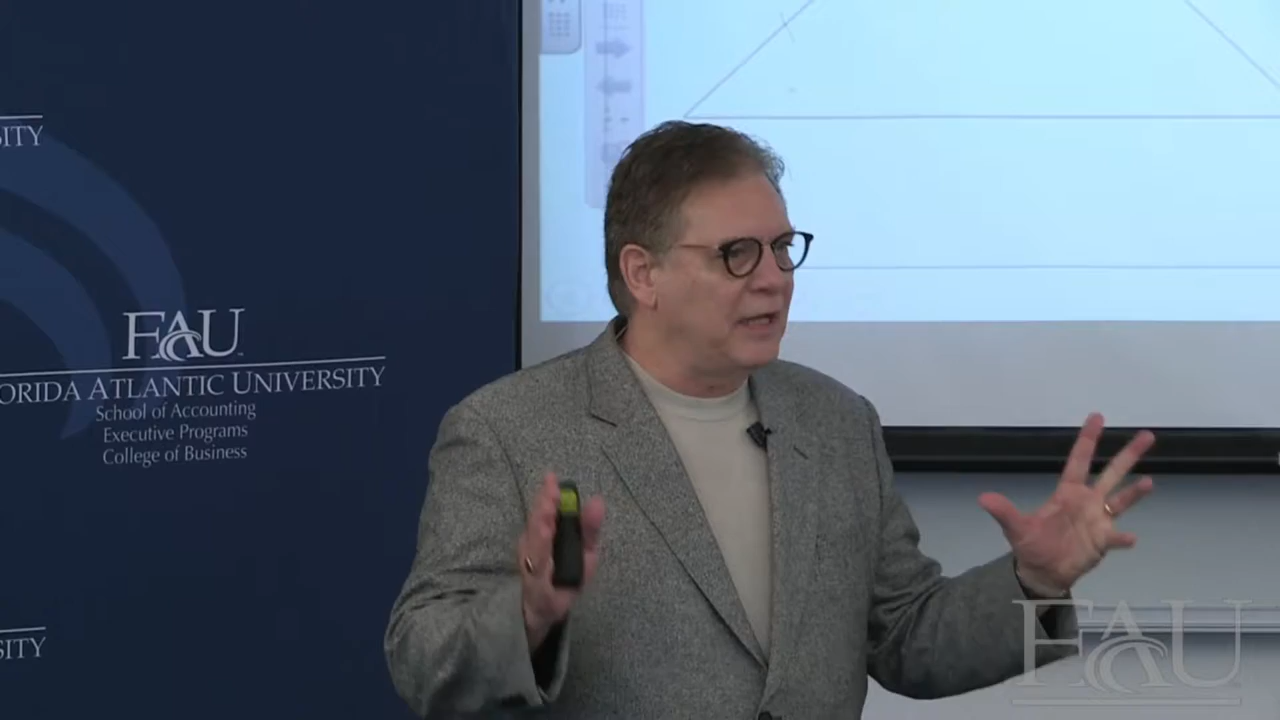 SITY
FAU
ORIDA ATLANTIC UNIVERSITY
School of Accounting
Executive Programs
College of Business
SITY
FAU